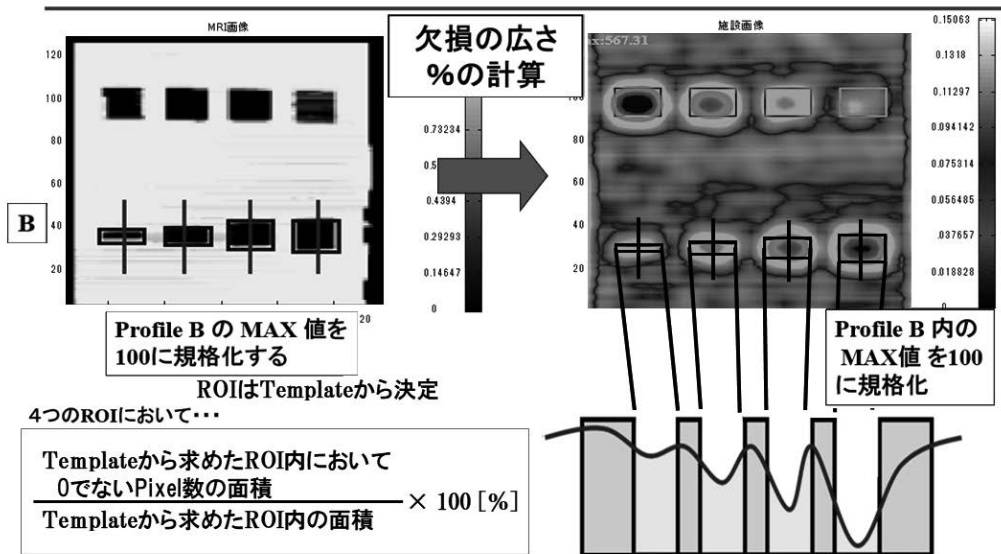 MRI画像
欠損の広さ
%の計算
施設画像
max:567.31
120
100
80
60
40
20
B
20
0.73234
0.5
0.4394
0.29293
0.14647
0
100
80
60
40
20
0.15063
0.1318
0.11297
0.094142
0.075314
0.056485
.037657
0.018828
0
Profile B の MAX 値を
100に規格化する
Profile B 内の
MAX値 を100
に規格化
ROIはTemplateから決定
4つのROIにおいて･･･
Templateから求めたROI内において
0でないPixel数の面積
Templateから求めたROI内の面積
× 100 [%]